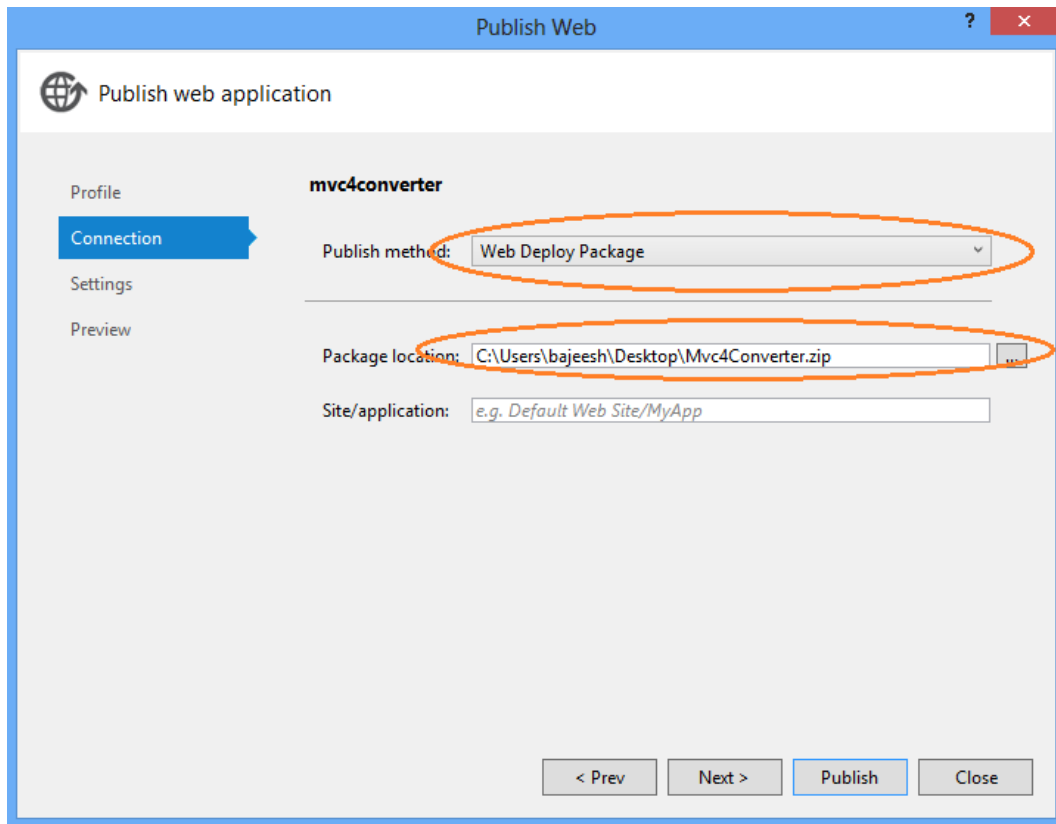 Publish Web
? ×
Publish web application
Profile
Connection
Settings
Preview
mvc4converter
Publish method: Web Deploy Package
Package location: C:\Users\bajeesh\Desktop\Mvc4Converter.zip ...
Site/application: e.g. Default Web Site/MyApp
< Prev Next > Publish Close